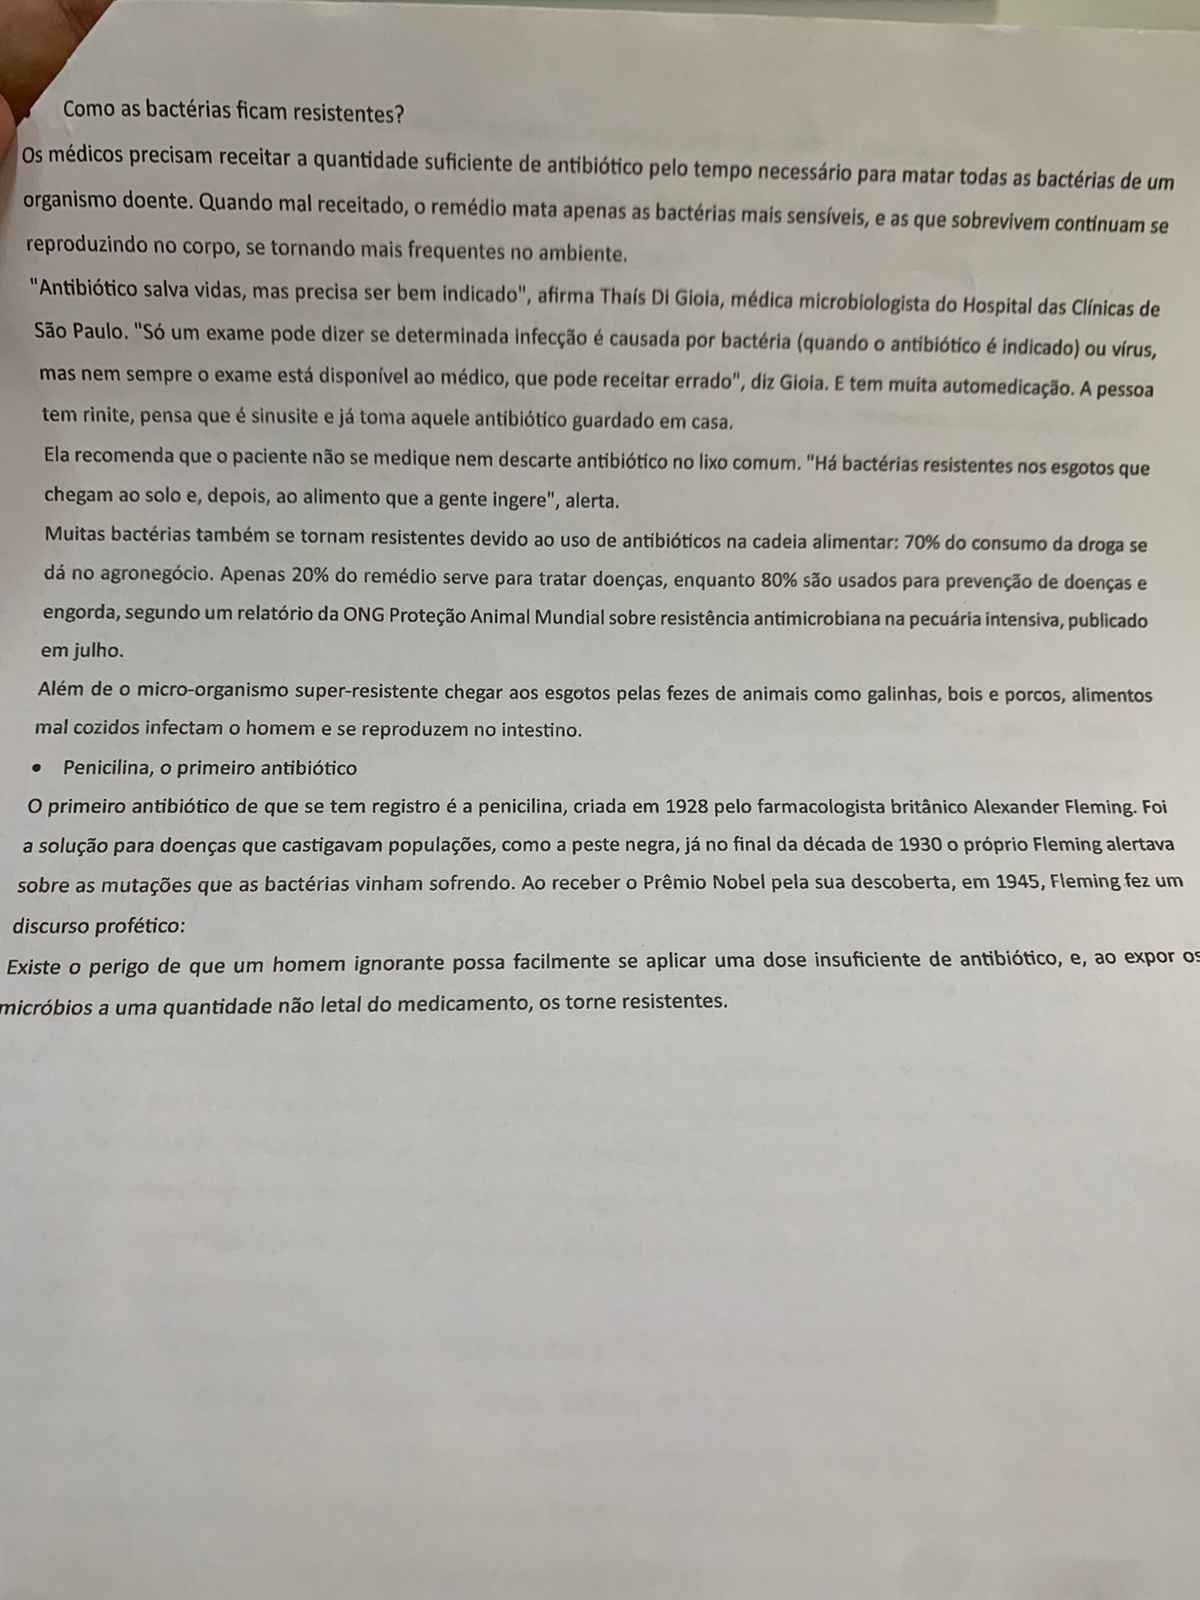 Como as bactérias ficam resistentes?
Os médicos precisam receitar a quantidade suficiente de antibiótico pelo tempo necessário para matar todas as bactérias de um
organismo doente. Quando mal receitado, o remédio mata apenas as bactérias mais sensíveis, e as que sobrevivem continuam se
reproduzindo no corpo, se tornando mais frequentes no ambiente.
"Antibiótico salva vidas, mas precisa ser bem indicado", afirma Thaís Di Gioia, médica microbiologista do Hospital das Clínicas de
São Paulo. "Só um exame pode dizer se determinada infecção é causada por bactéria (quando o antibiótico é indicado) ou vírus,
mas nem sempre o exame está disponível ao médico, que pode receitar errado", diz Gioia. E tem muita automedicação. A pessoa
tem rinite, pensa que é sinusite e já toma aquele antibiótico guardado em casa.
Ela recomenda que o paciente não se medique nem descarte antibiótico no lixo comum. "Há bactérias resistentes nos esgotos que
chegam ao solo e, depois, ao alimento que a gente ingere", alerta.
Muitas bactérias também se tornam resistentes devido ao uso de antibióticos na cadeia alimentar: 70% do consumo da droga se
dá no agronegócio. Apenas 20% do remédio serve para tratar doenças, enquanto 80% são usados para prevenção de doenças e
engorda, segundo um relatório da ONG Proteção Animal Mundial sobre resistência antimicrobiana na pecuária intensiva, publicado
em julho.
Além de o micro-organismo super-resistente chegar aos esgotos pelas fezes de animais como galinhas, bois e porcos, alimentos
mal cozidos infectam o homem e se reproduzem no intestino.
• Penicilina, o primeiro antibiótico
O primeiro antibiótico de que se tem registro é a penicilina, criada em 1928 pelo farmacologista britânico Alexander Fleming. Foi
a solução para doenças que castigavam populações, como a peste negra, já no final da década de 1930 o próprio Fleming alertava
sobre as mutações que as bactérias vinham sofrendo. Ao receber o Prêmio Nobel pela sua descoberta, em 1945, Fleming fez um
discurso profético:
Existe o perigo de que um homem ignorante possa facilmente se aplicar uma dose insuficiente de antibiótico, e, ao expor os
micróbios a uma quantidade não letal do medicamento, os torne resistentes.